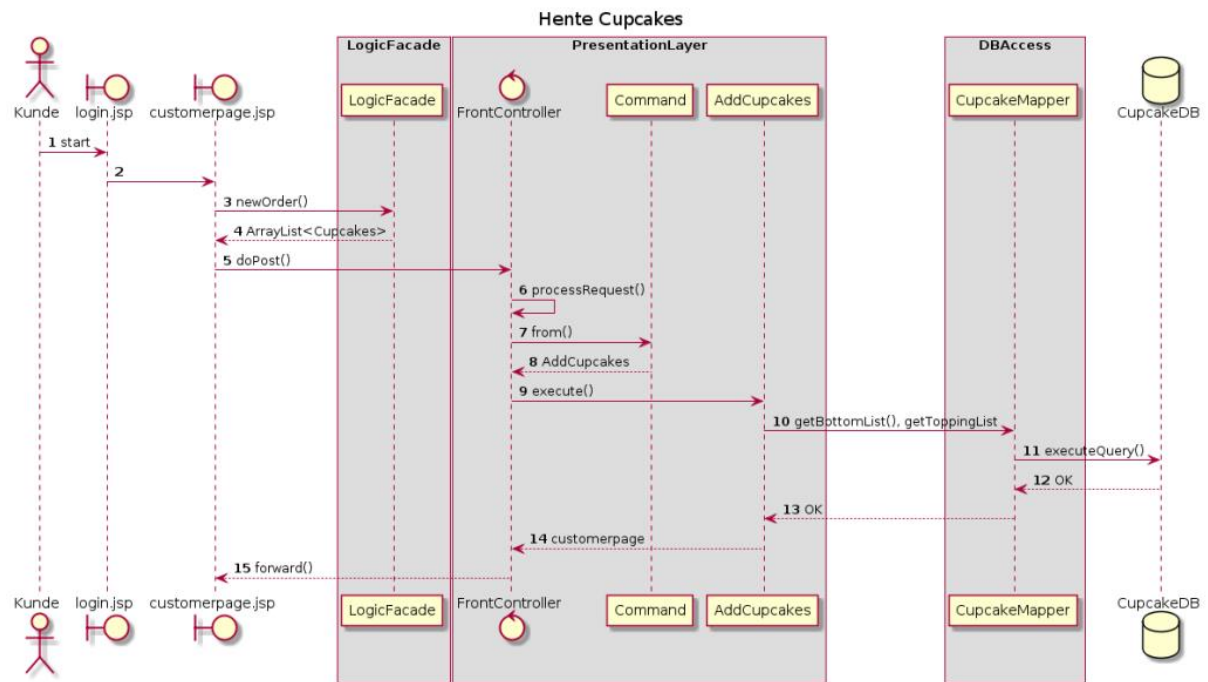 Hente Cupcakes
LogicFacade
PresentationLayer
DBAccess
Kunde
login.jsp
customerpage.jsp
LogicFacade
FrontController
Command
AddCupcakes
CupcakeMapper
CupcakeDB
1 start
2
3 newOrder()
4 ArrayList<Cupcakes>
5 doPost()
6 processRequest()
7 from()
8 AddCupcakes
9 execute()
10 getBottomList(), getToppingList
11 executeQuery()
12 OK
13 OK
14 customerpage
15 forward()
Kunde
login.jsp
customerpage.jsp
LogicFacade
FrontController
Command
AddCupcakes
CupcakeMapper
CupcakeDB